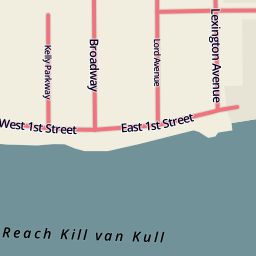 Kelly Parkway
Broadway
Lord Avenue
Lexington Avenue
West 1st Street
East 1st Street
Reach Kill van Kull